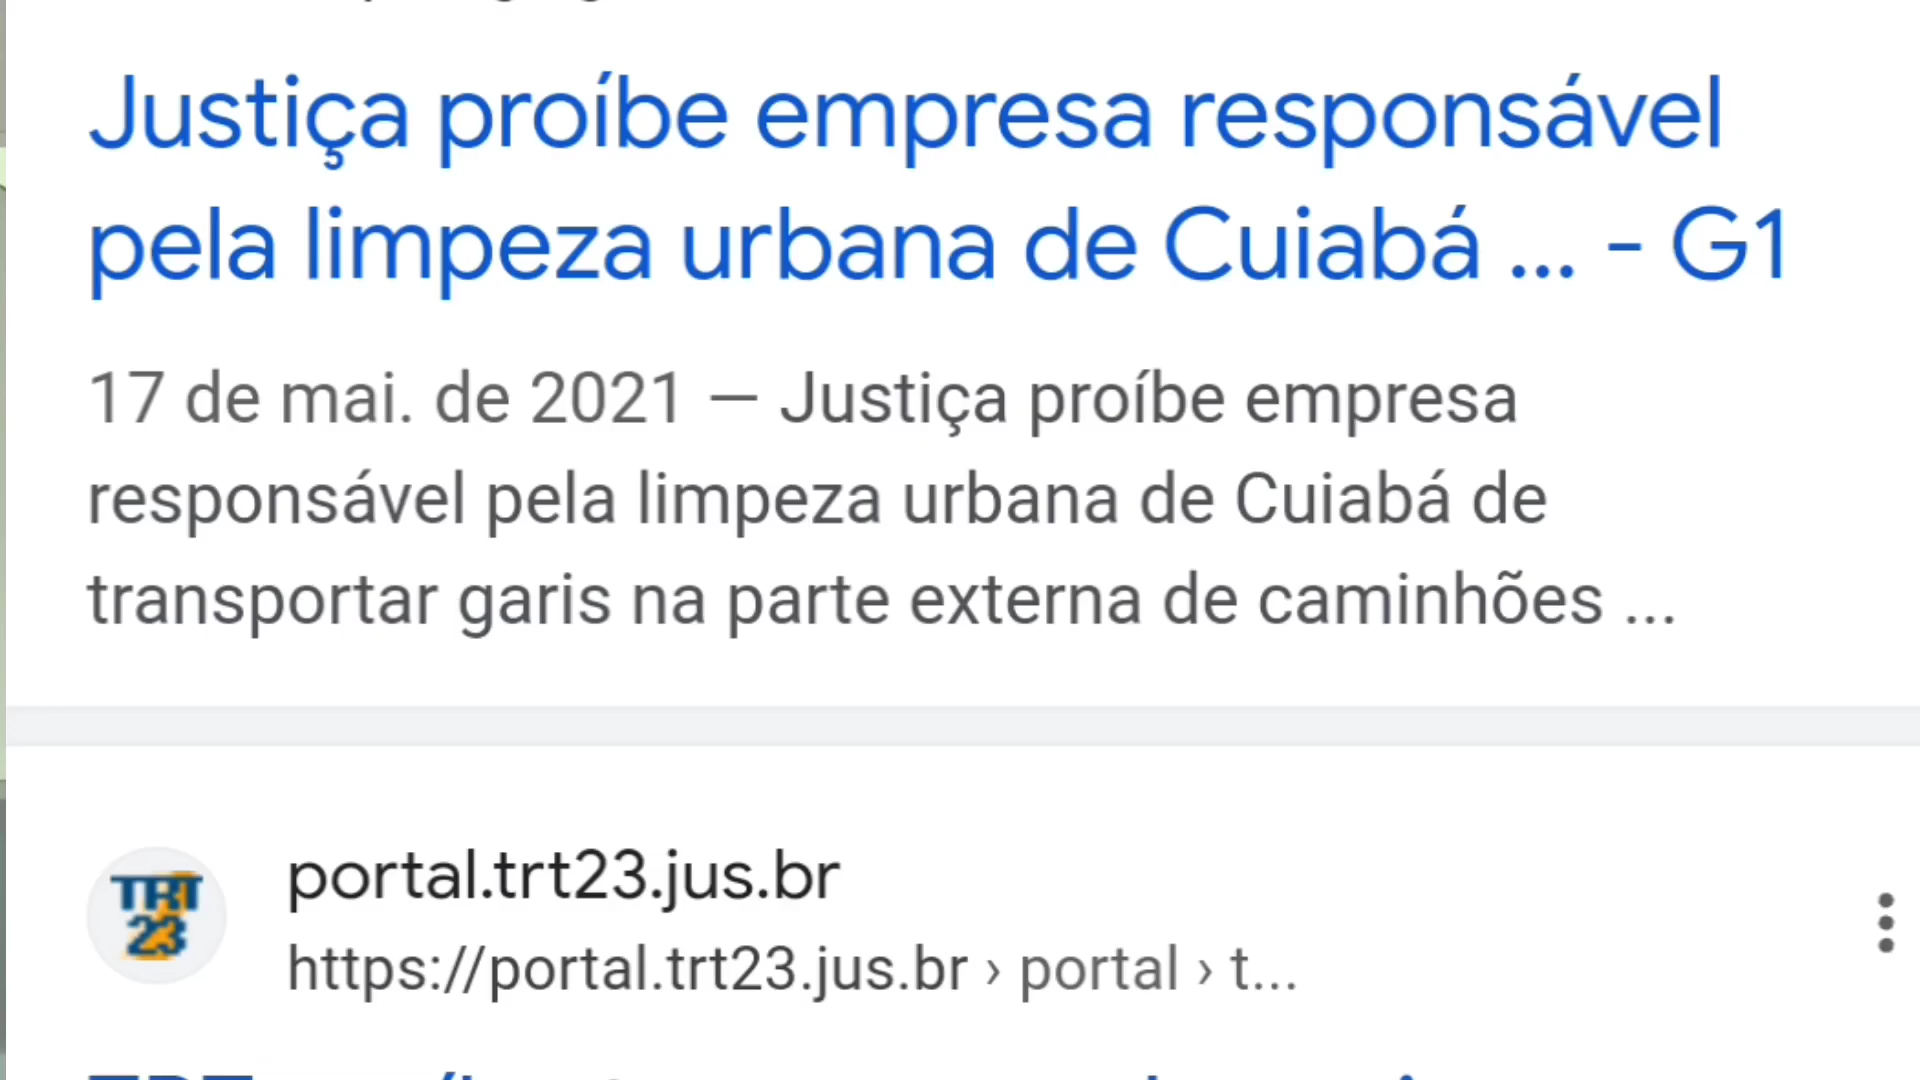 Justiça proíbe empresa responsável
pela limpeza urbana de Cuiabá ... - G1
17 de mai. de 2021 — Justiça proíbe empresa
responsável pela limpeza urbana de Cuiabá de
transportar garis na parte externa de caminhões ...
TRT
23
portal.trt23.jus.br
https://portal.trt23.jus.br › portal › t...